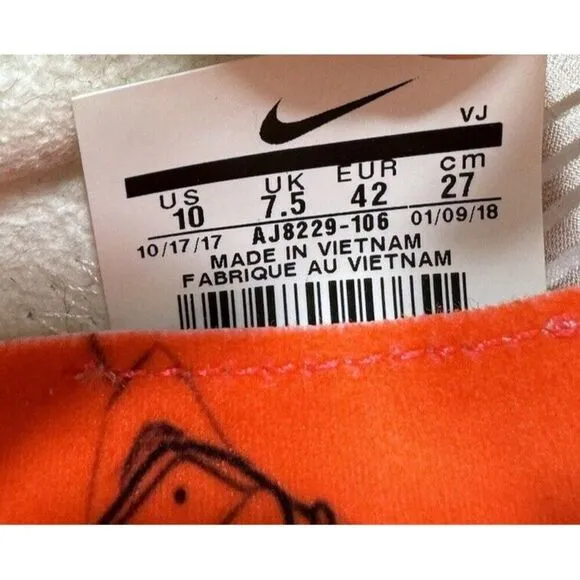 VJ
US UK EUR cm
10 7.5 42 27
10/17/17 AJ8229-106 01/09/18
MADE IN VIETNAM
FABRIQUE AU VIETNAM